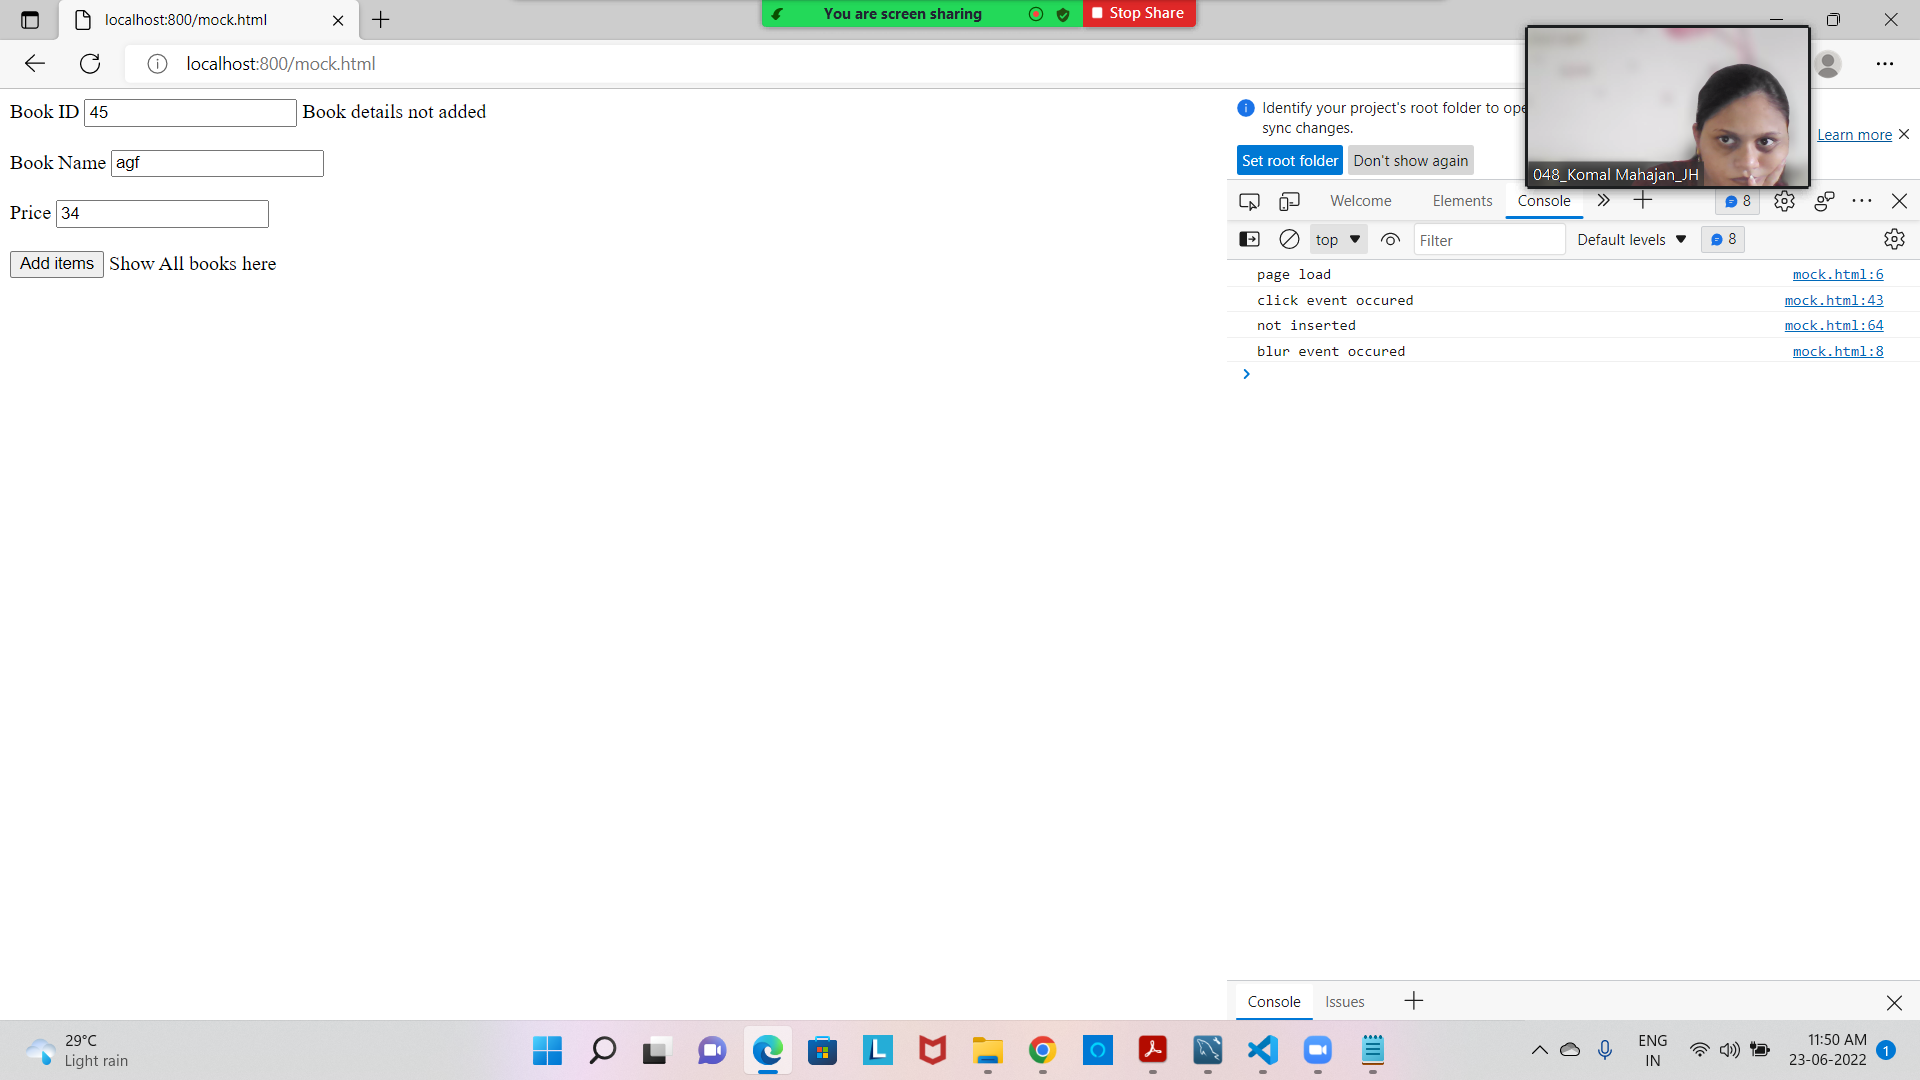 localhost:800/mock.html
You are screen sharing
Stop Share
localhost:800/mock.html
Book ID 45 Book details not added
Book Name agf
Price 34
Add items Show All books here
Identify your project's root folder to ope
sync changes.
Learn more
Set root folder Don't show again
048_Komal Mahajan_JH
Welcome Elements Console 8
top Filter Default levels 8
page load mock.html:6
click event occured mock.html:43
not inserted mock.html:64
blur event occured mock.html:8
Console Issues
29°C
Light rain
L
ENG
IN
11:50 AM
23-06-2022
1